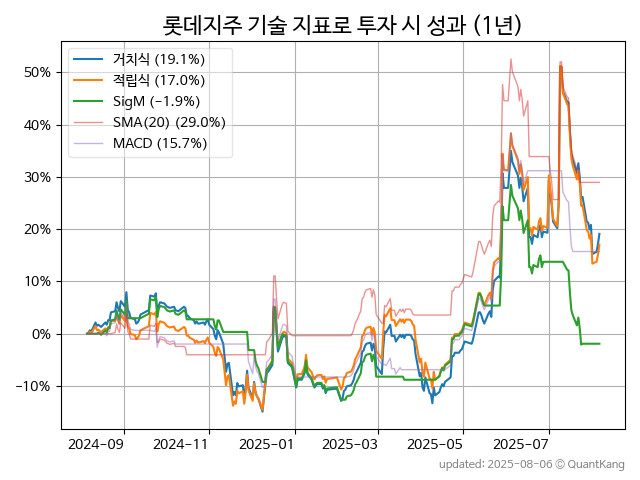 롯데지주 기술 지표로 투자 시 성과 (1년)
거치식 (19.1%)
적립식 (17.0%)
SigM (-1.9%)
SMA(20) (29.0%)
MACD (15.7%)
50%
40%
30%
20%
10%
0%
-10%
2024-09 2024-11 2025-01 2025-03 2025-05 2025-07
updated: 2025-08-06 © QuantKang